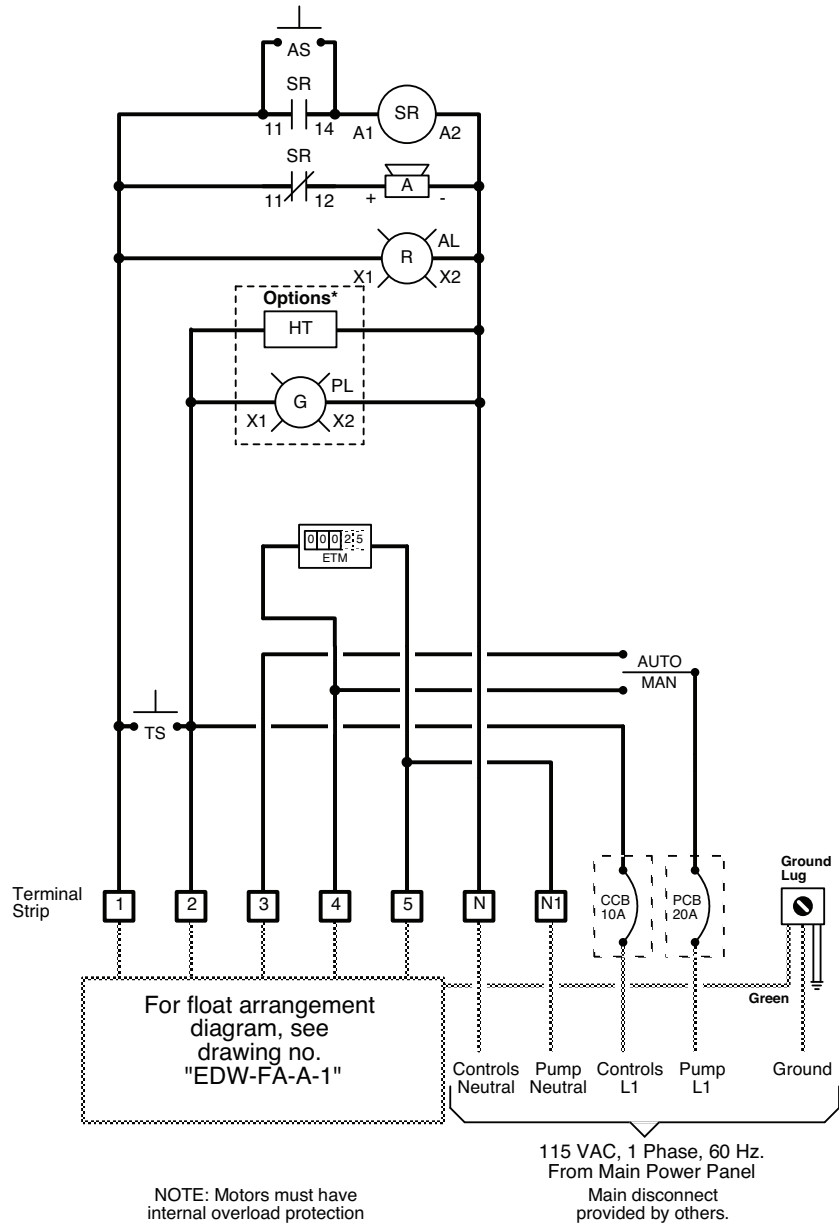 AS
SR
11 14 A1 SR A2
SR
11 12 + A -
R AL
X1 X2
Options*
HT
G PL
X1 X2
0 0 0 2 5
ETM
AUTO
MAN
TS
Terminal
Strip
1 2 3 4 5 N N1
CCB
10A
PCB
20A
Ground
Lug
Green
For float arrangement
diagram, see
drawing no.
"EDW-FA-A-1"
Controls
Neutral
Pump
Neutral
Controls
L1
Pump
L1
Ground
115 VAC, 1 Phase, 60 Hz.
From Main Power Panel
Main disconnect
provided by others.
NOTE: Motors must have
internal overload protection